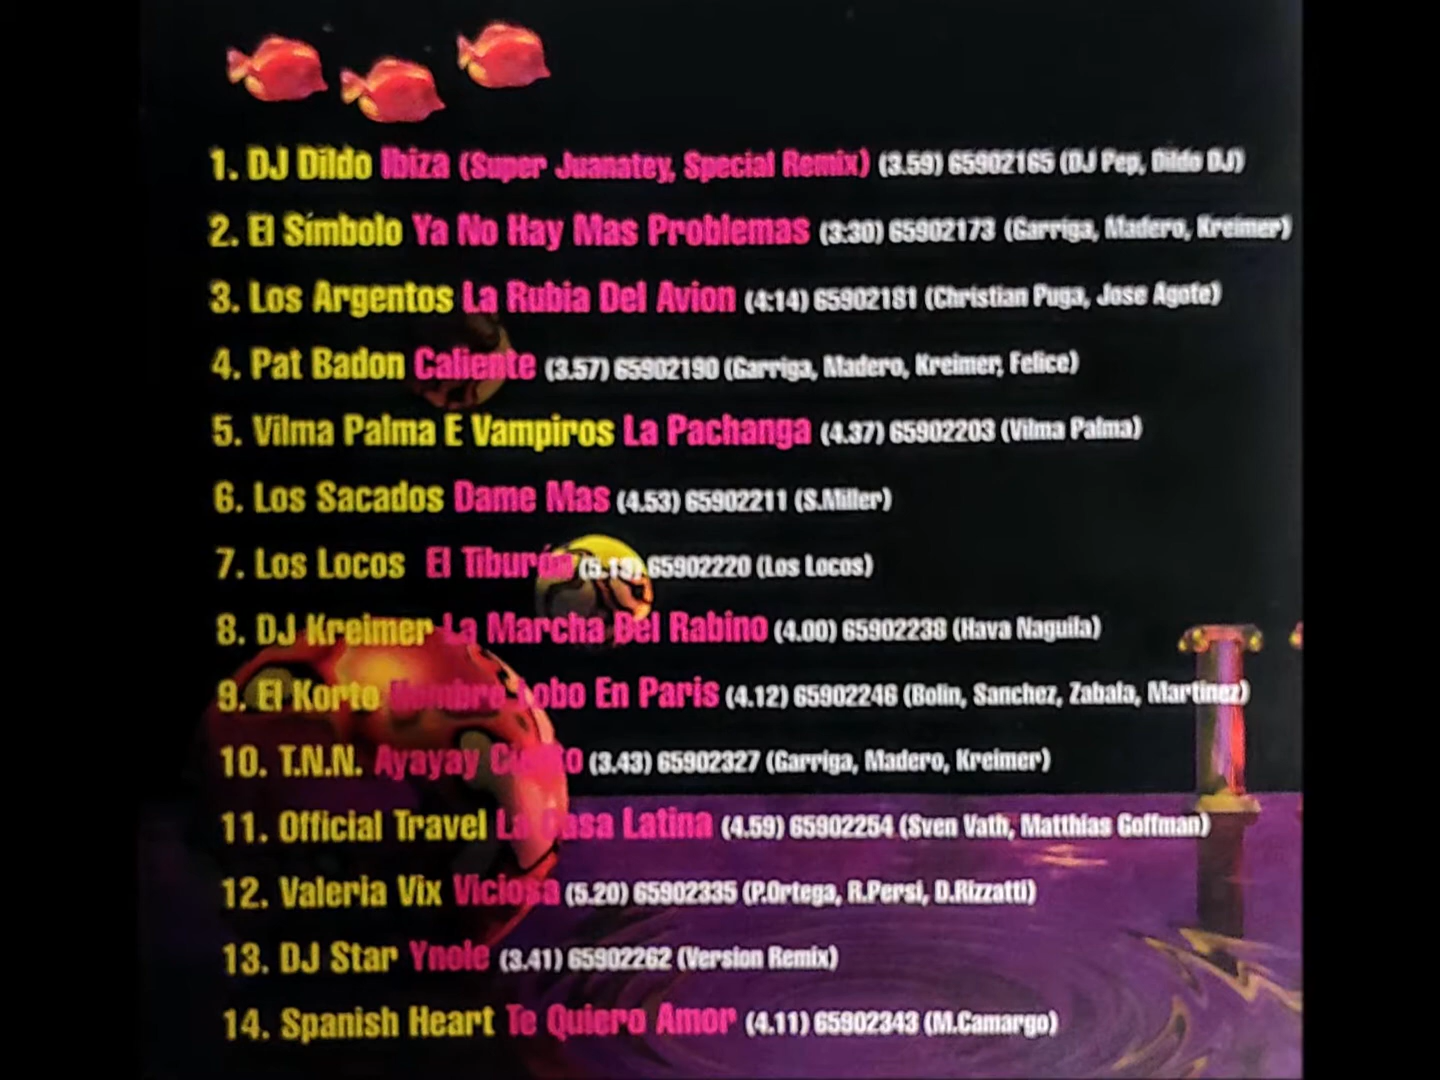 1. DJ Dildo Ibiza (Super Juanatey, Special Remix) (3.59) 65902165 (DJ Pep, Dildo DJ)
2. El Símbolo Ya No Hay Mas Problemas (3:30) 65902173 (Garriga, Madero, Kreimer)
3. Los Argentos La Rubia Del Avion (4:14) 65902181 (Christian Puga, Jose Agote)
4. Pat Badon Caliente (3.57) 65902190 (Garriga, Madero, Kreimer, Felice)
5. Vilma Palma E Vampiros La Pachanga (4.37) 65902203 (Vilma Palma)
6. Los Sacados Dame Mas (4.53) 65902211 (S.Miller)
7. Los Locos El Tiburón (5.19) 65902220 (Los Locos)
8. DJ Kreimer La Marcha Del Rabino (4.00) 65902238 (Hava Naguila)
9. El Korto Hombre Lobo En Paris (4.12) 65902246 (Bolin, Sanchez, Zabala, Martinez)
10. T.N.N. Ayayay (3.43) 65902327 (Garriga, Madero, Kreimer)
11. Official Travel La Casa Latina (4.59) 65902254 (Sven Vath, Matthias Goffman)
12. Valeria Vix Viciosa (5.20) 65902335 (P.Ortega, R.Persi, D.Rizzatti)
13. DJ Star Ynole (3.41) 65902262 (Version Remix)
14. Spanish Heart Te Quiero Amor (4.11) 65902343 (M.Camargo)